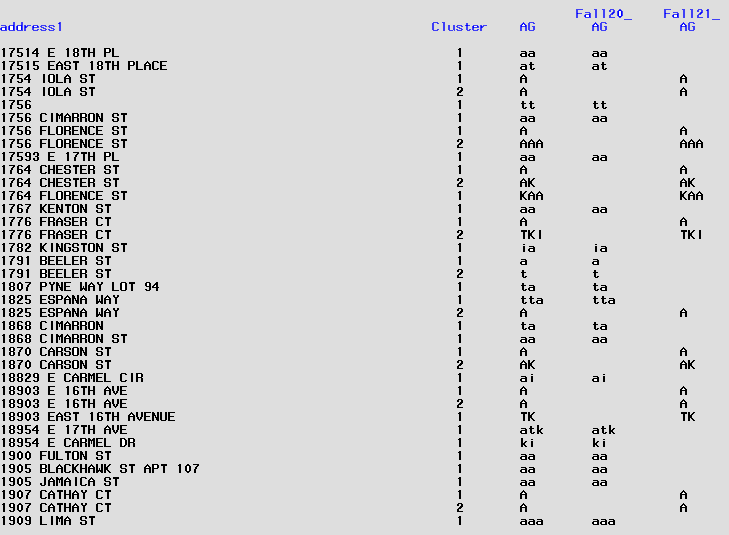 Fall20_ Fall21_
address1 Cluster AG AG AG
17514 E 18TH PL 1 aa aa
17515 EAST 18TH PLACE 1 at at
1754 IOLA ST 1 A A
1754 IOLA ST 2 A A
1756 1 tt tt
1756 CIMARRON ST 1 aa aa
1756 FLORENCE ST 1 A A
1756 FLORENCE ST 2 AAA AAA
17593 E 17TH PL 1 aa aa
1764 CHESTER ST 1 A A
1764 CHESTER ST 2 AK AK
1764 FLORENCE ST 1 KAA KAA
1767 KENTON ST 1 aa aa
1776 FRASER CT 1 A A
1776 FRASER CT 2 TKI TKI
1782 KINGSTON ST 1 ia ia
1791 BEELER ST 1 a a
1791 BEELER ST 2 t t
1807 PYNE WAY LOT 94 1 ta ta
1825 ESPANA WAY 1 tta tta
1825 ESPANA WAY 2 A A
1868 CIMARRON 1 ta ta
1868 CIMARRON ST 1 aa aa
1870 CARSON ST 1 A A
1870 CARSON ST 2 AK AK
18829 E CARMEL CIR 1 ai ai
18903 E 16TH AVE 1 A A
18903 E 16TH AVE 2 A A
18903 EAST 16TH AVENUE 1 TK TK
18954 E 17TH AVE 1 atk atk
18954 E CARMEL DR 1 ki ki
1900 FULTON ST 1 aa aa
1905 BLACKHAWK ST APT 107 1 aa aa
1905 JAMAICA ST 1 aa aa
1907 CATHAY CT 1 A A
1907 CATHAY CT 2 A A
1909 LIMA ST 1 aaa aaa